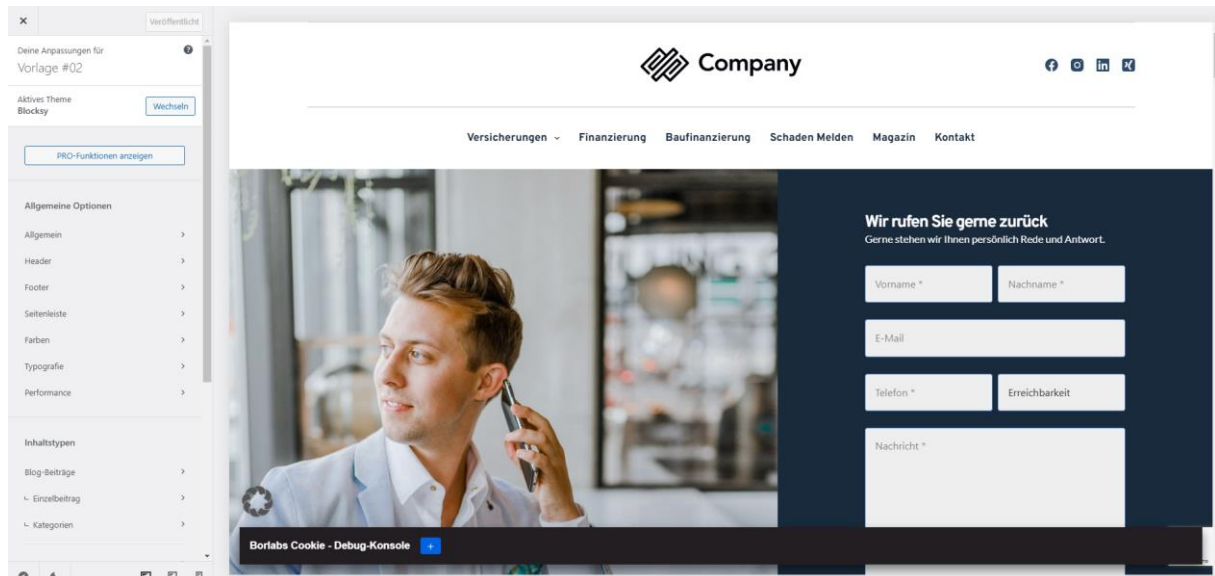 Veröffentlicht
Deine Anpassungen für
Vorlage #02
Aktives Theme
Blocksy
Wechseln
PRO-Funktionen anzeigen
Allgemeine Optionen
Allgemein
Header
Footer
Seitenleiste
Farben
Typografie
Performance
Inhaltstypen
Blog-Beiträge
Einzelbeitrag
Kategorien
Company
Versicherungen Finanzierung Baufinanzierung Schaden Melden Magazin Kontakt
Wir rufen Sie gerne zurück
Gerne stehen wir Ihnen persönlich Rede und Antwort.
Vorname * Nachname *
E-Mail
Telefon * Erreichbarkeit
Nachricht *
Borlabs Cookie - Debug-Konsole +